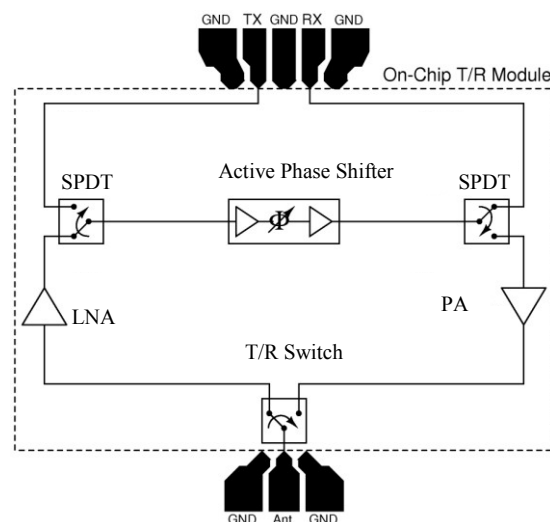 GND TX GND RX GND
On-Chip T/R Module
Active Phase Shifter
SPDT
SPDT
Φ
LNA
PA
T/R Switch
GND Ant GND